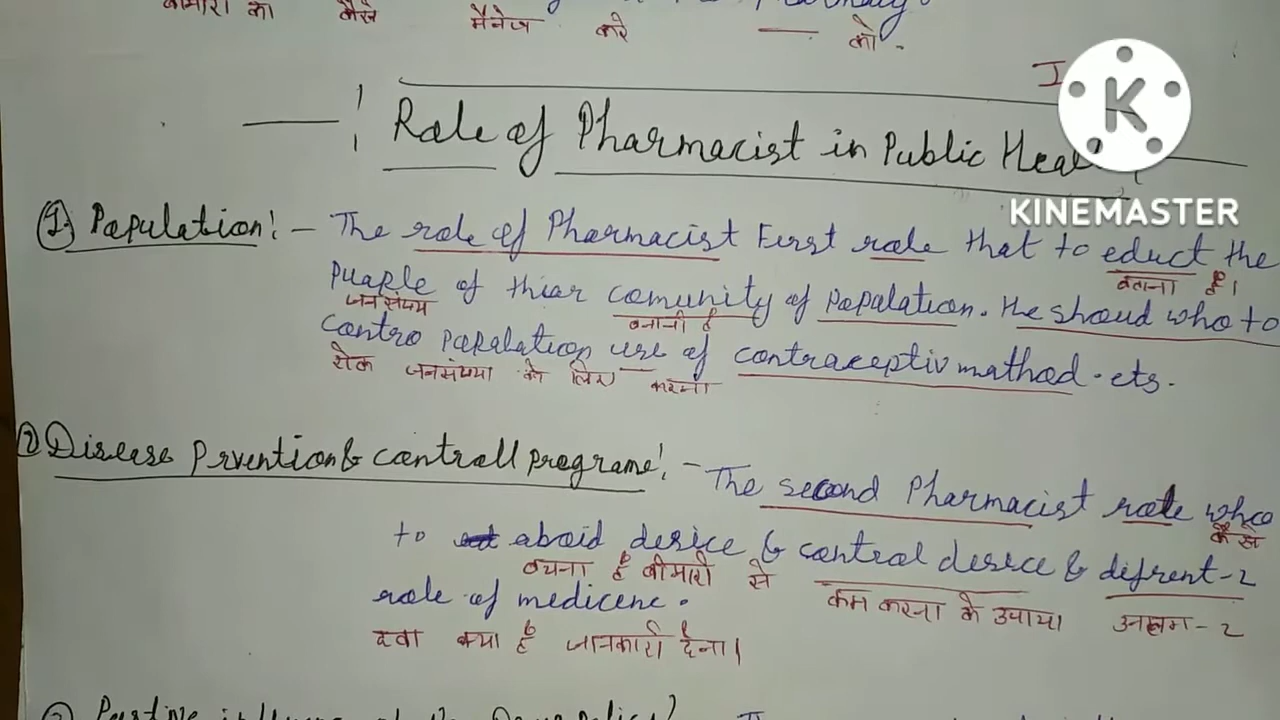 बीमारी का कैसे मैनेज करे — को.
Role of Pharmacist in Public Heal
KINEMASTER
① Papulation! - The role of Pharmacist First role that to educt the
बताना है।
puaple of thiar comunity of papalation. He shoud who to
जनसंख्य बनानी है
contro papalation use of contraceptiv mathod. ets.
रोक जनसंख्या के लिए करना
② Disease Prvention & controll programe! - The second Pharmacist role who
कैसे
to aboid desice & control desice & difrent-2
बचना है बीमारी से कम करना के उपाय।
role of medicene.
दवा क्या है जानकारी देना।